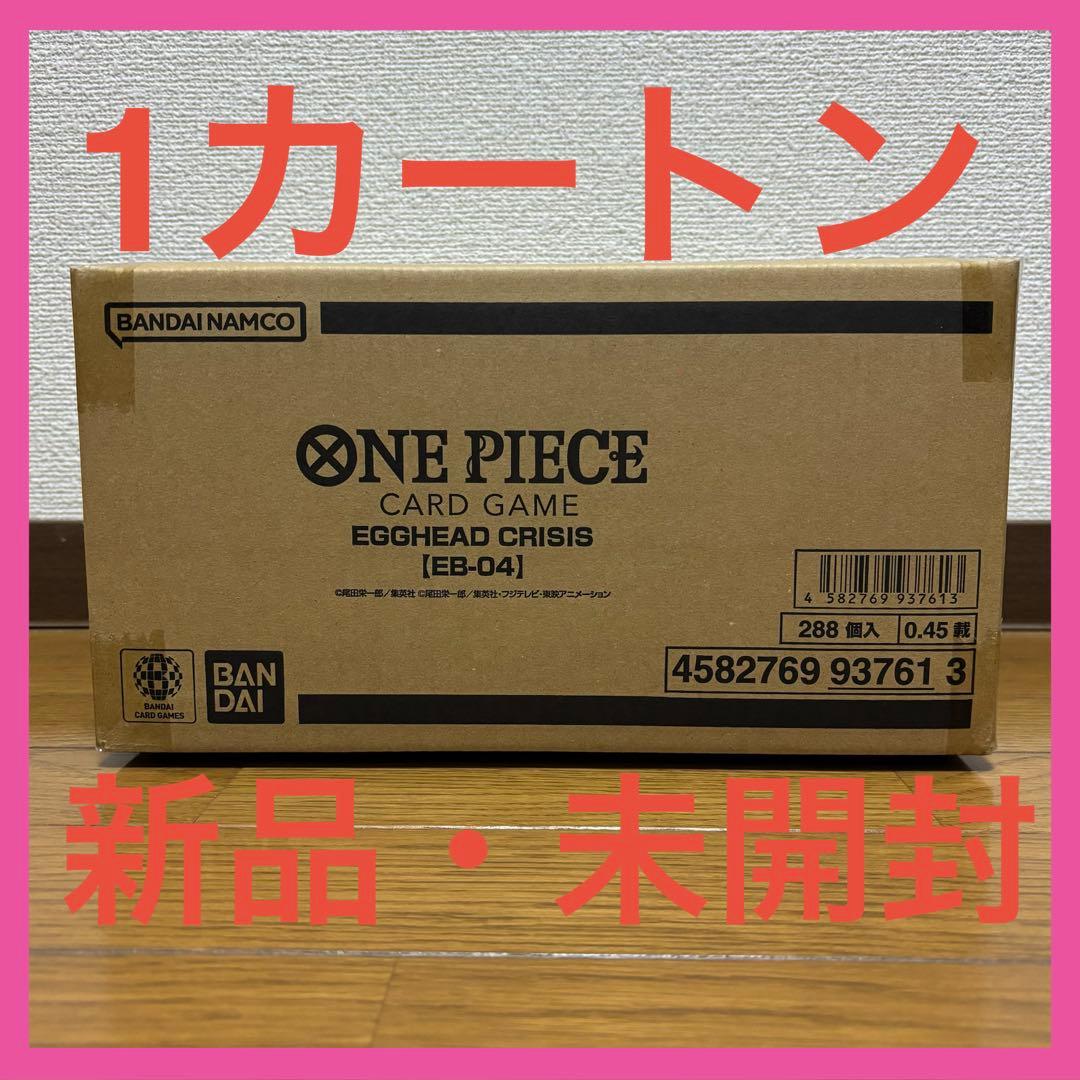 1カートン
BANDAI NAMCO
ONE PIECE
CARD GAME
EGGHEAD CRISIS
【EB-04】
©尾田栄一郎／集英社 ©尾田栄一郎／集英社・フジテレビ・東映アニメーション
4 582769 937613
288 個入 0.45 載
4582769 93761 3
BANDAI
CARD GAMES
BAN
DAI
新品・未開封